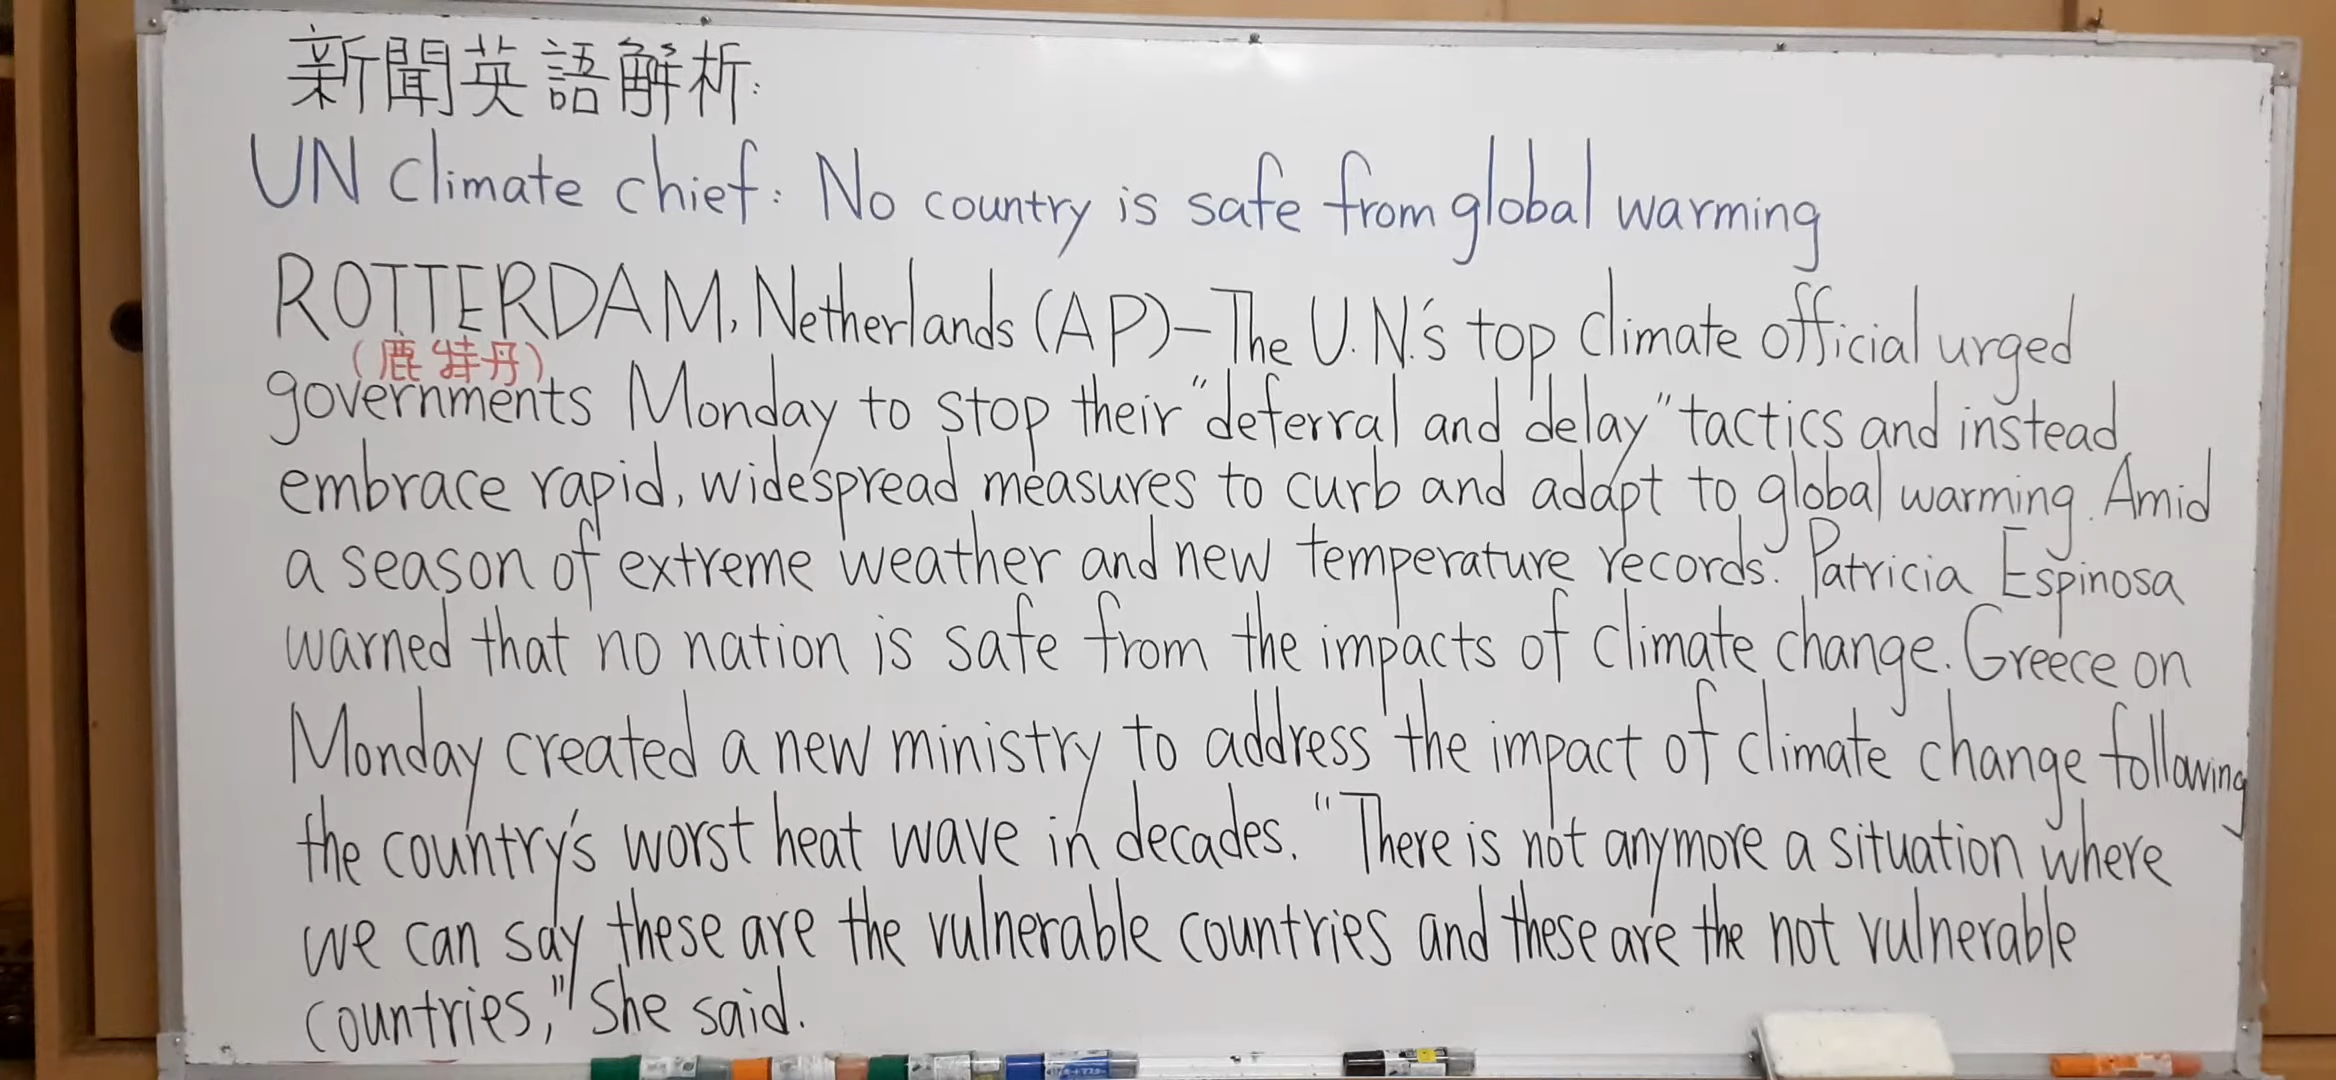 新聞英語解析:
UN climate chief: No country is safe from global warming
ROTTERDAM, Netherlands (AP)—The U.N.'s top climate official urged
(鹿特丹)
governments Monday to stop their "deferral and delay" tactics and instead
embrace rapid, widespread measures to curb and adapt to global warming. Amid
a season of extreme weather and new temperature records. Patricia Espinosa
warned that no nation is safe from the impacts of climate change. Greece on
Monday created a new ministry to address the impact of climate change following
the country's worst heat wave in decades. "There is not anymore a situation where
we can say these are the vulnerable countries and these are the not vulnerable
countries," She said.